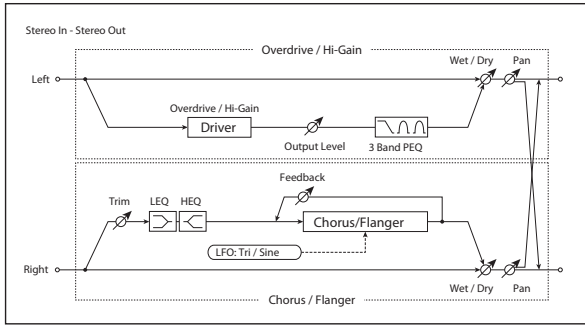 Stereo In - Stereo Out
Overdrive / Hi-Gain
Wet / Dry
Pan
Left
Overdrive / Hi-Gain
Driver
Output Level
3 Band PEQ
Feedback
Trim
LEQ
HEQ
Chorus/Flanger
LFO: Tri / Sine
Right
Wet / Dry
Pan
Chorus / Flanger